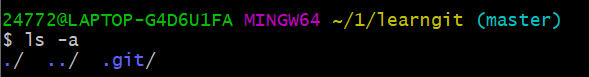 24772@LAPTOP-G4D6U1FA MINGW64 ~/1/learngit (master)
$ ls -a
./  ../  .git/